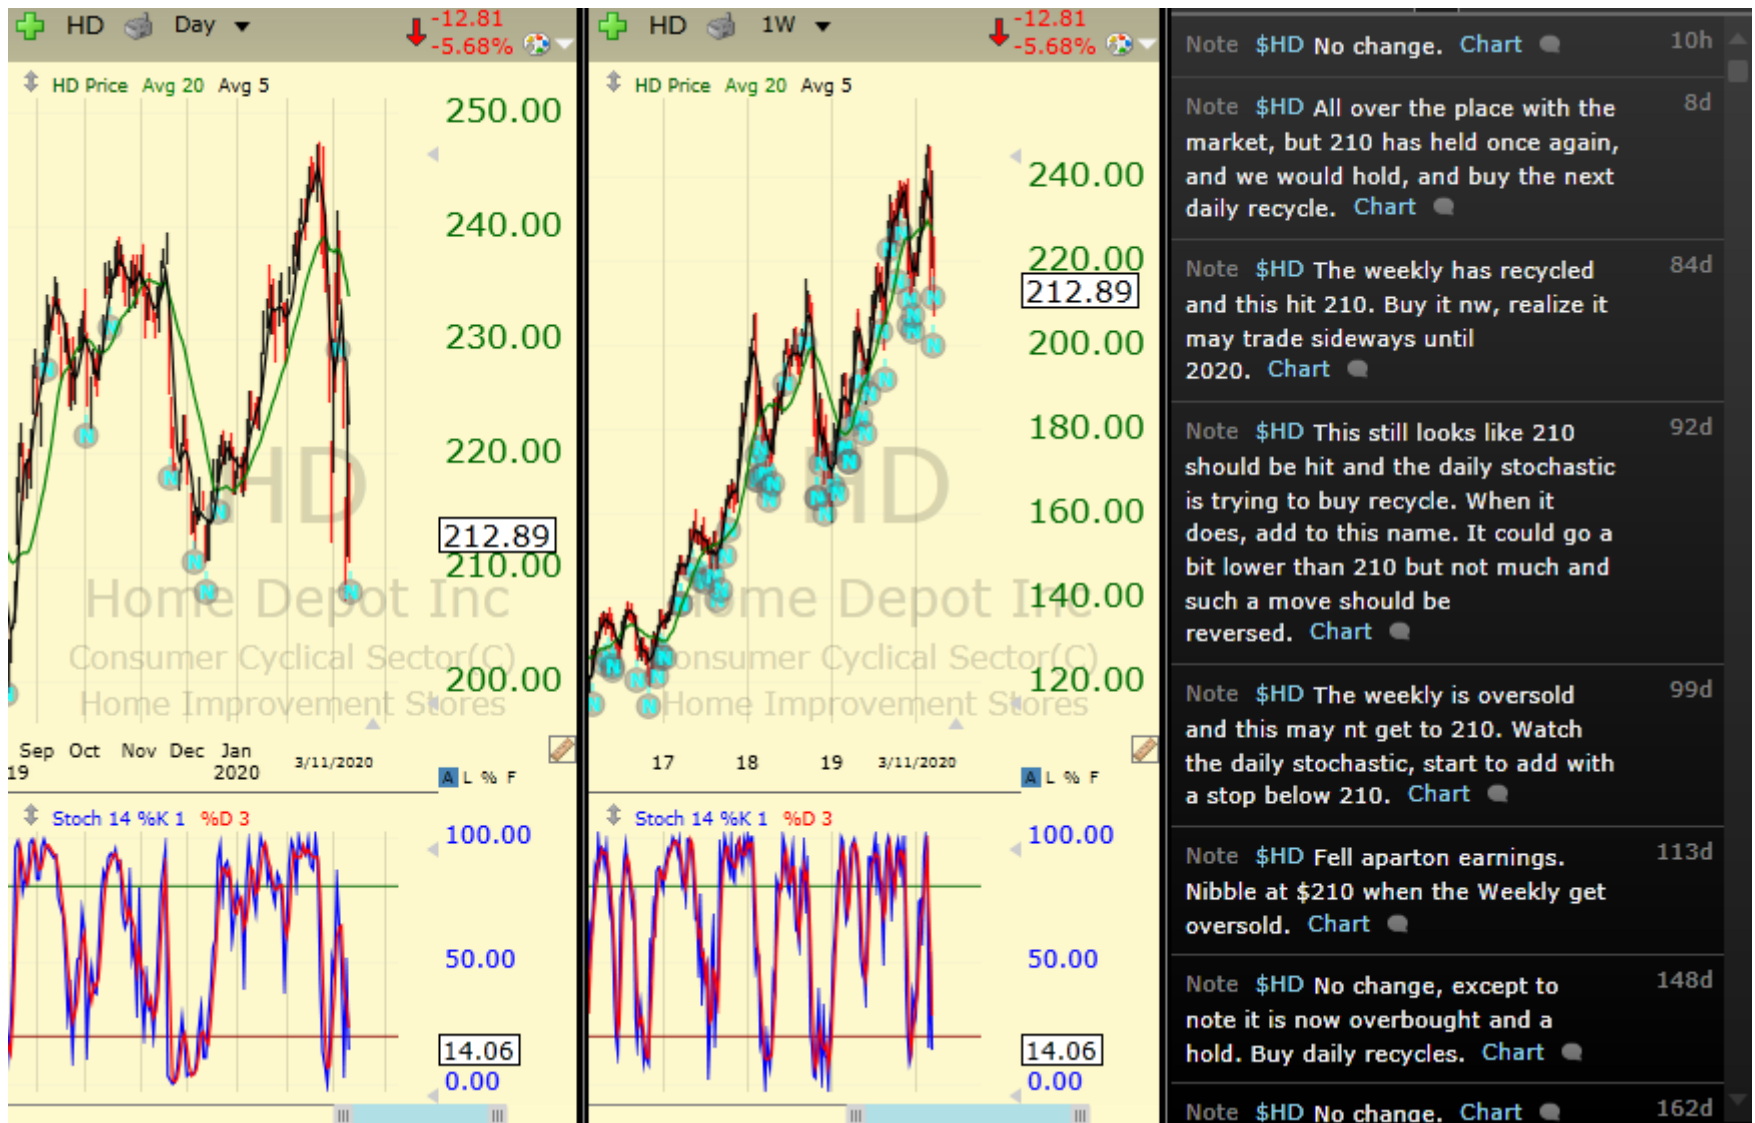 HD Day
-12.81
-5.68%
HD Price Avg 20 Avg 5
250.00
240.00
230.00
220.00
212.89
210.00
200.00
HD
Home Depot Inc
Consumer Cyclical Sector(C)
Home Improvement Stores
Sep Oct Nov Dec Jan
19 2020 3/11/2020
A L % F
Stoch 14 %K 1 %D 3
100.00
50.00
14.06
0.00
HD 1W
-12.81
-5.68%
HD Price Avg 20 Avg 5
240.00
220.00
212.89
200.00
180.00
160.00
140.00
120.00
HD
Home Depot Inc
Consumer Cyclical Sector(C)
Home Improvement Stores
17 18 19 3/11/2020
A L % F
Stoch 14 %K 1 %D 3
100.00
50.00
14.06
0.00
Note $HD No change. Chart 10h
Note $HD All over the place with the 8d
market, but 210 has held once again,
and we would hold, and buy the next
daily recycle. Chart
Note $HD The weekly has recycled 84d
and this hit 210. Buy it nw, realize it
may trade sideways until
2020. Chart
Note $HD This still looks like 210 92d
should be hit and the daily stochastic
is trying to buy recycle. When it
does, add to this name. It could go a
bit lower than 210 but not much and
such a move should be
reversed. Chart
Note $HD The weekly is oversold 99d
and this may nt get to 210. Watch
the daily stochastic, start to add with
a stop below 210. Chart
Note $HD Fell aparton earnings. 113d
Nibble at $210 when the Weekly get
oversold. Chart
Note $HD No change, except to 148d
note it is now overbought and a
hold. Buy daily recycles. Chart
Note $HD No change. Chart 162d